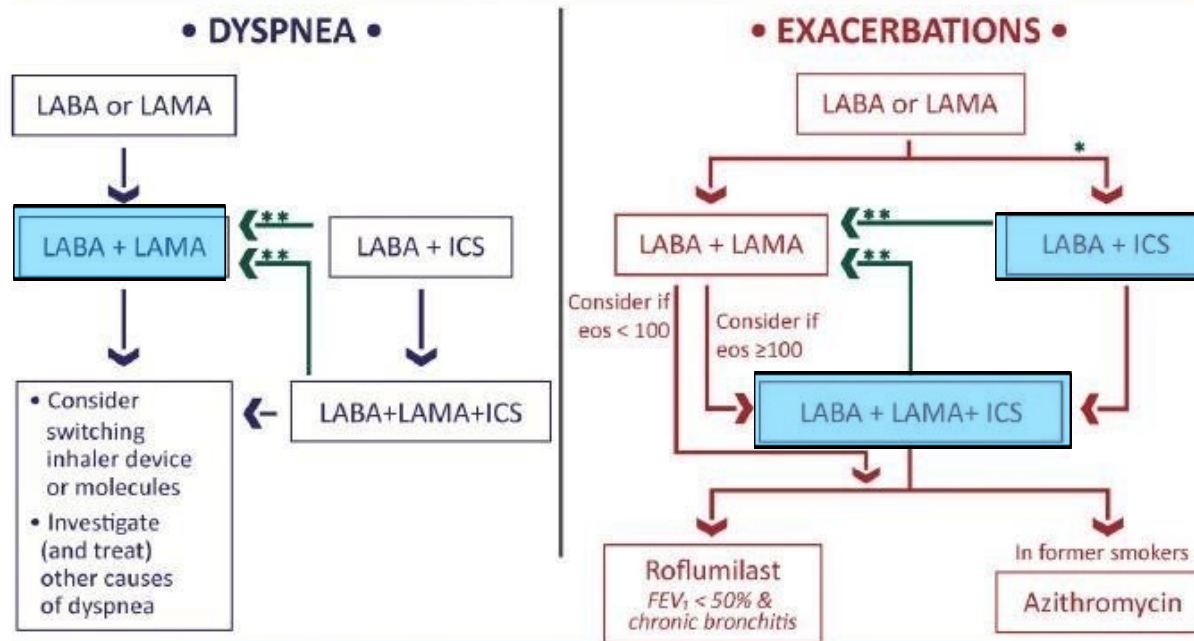 • DYSPNEA •
LABA or LAMA
**
LABA + LAMA
LABA + ICS
**
• Consider
switching
inhaler device
or molecules
• Investigate
(and treat)
other causes
of dyspnea
LABA+LAMA+ICS
• EXACERBATIONS •
LABA or LAMA
*
**
LABA + LAMA
LABA + ICS
**
Consider if
eos < 100
Consider if
eos ≥100
LABA + LAMA+ ICS
Roflumilast
FEV₁ < 50% &
chronic bronchitis
In former smokers
Azithromycin